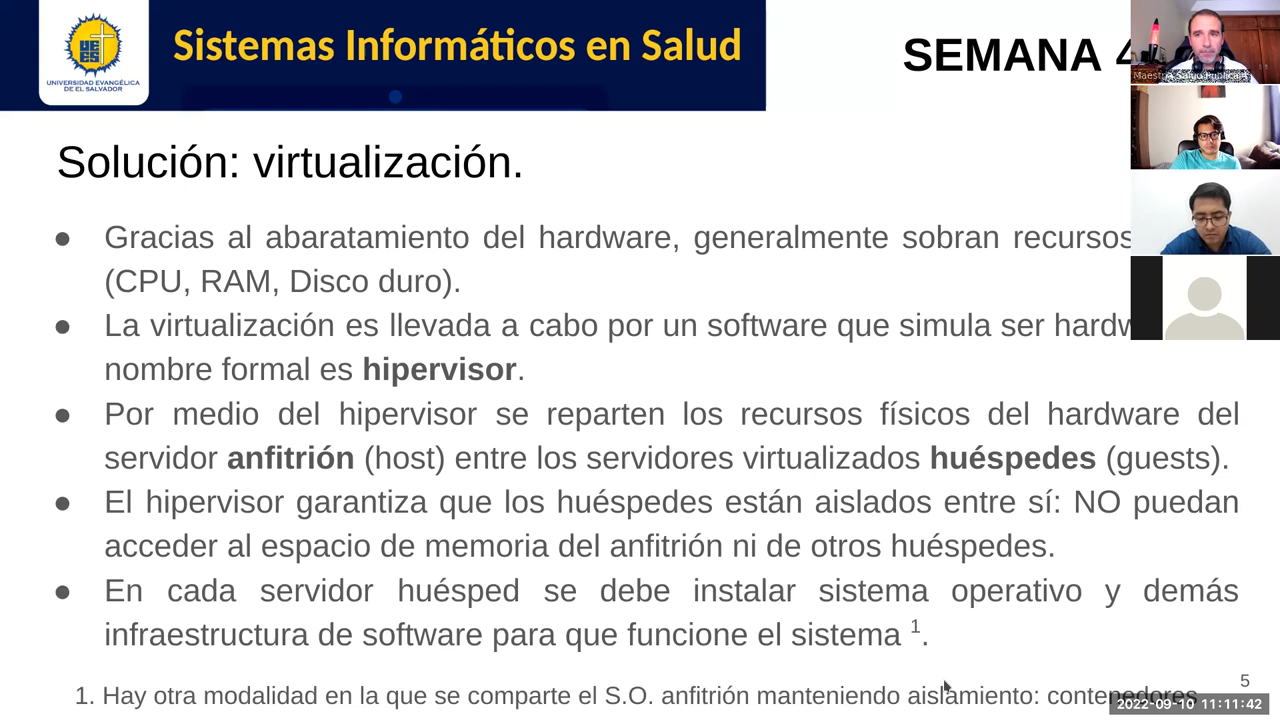 Sistemas Informáticos en Salud
UNIVERSIDAD EVANGÉLICA
DE EL SALVADOR
SEMANA 4
Solución: virtualización.
● Gracias al abaratamiento del hardware, generalmente sobran recursos
(CPU, RAM, Disco duro).
● La virtualización es llevada a cabo por un software que simula ser
nombre formal es hipervisor.
● Por medio del hipervisor se reparten los recursos físicos del hardware del
servidor anfitrión (host) entre los servidores virtualizados huéspedes (guests).
● El hipervisor garantiza que los huéspedes están aislados entre sí: NO puedan
acceder al espacio de memoria del anfitrión ni de otros huéspedes.
● En cada servidor huésped se debe instalar sistema operativo y demás
infraestructura de software para que funcione el sistema 1.
1. Hay otra modalidad en la que se comparte el S.O. anfitrión manteniendo aislamiento: contenedores
5
2022-09-10 11:11:42